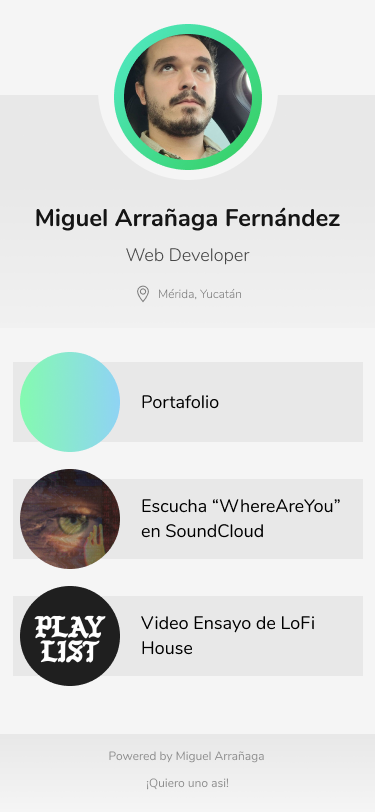 Miguel Arrañaga Fernández
Web Developer
Mérida, Yucatán
Portafolio
Escucha “WhereAreYou”
en SoundCloud
PLAY
LIST
Video Ensayo de LoFi
House
Powered by Miguel Arrañaga
¡Quiero uno asi!